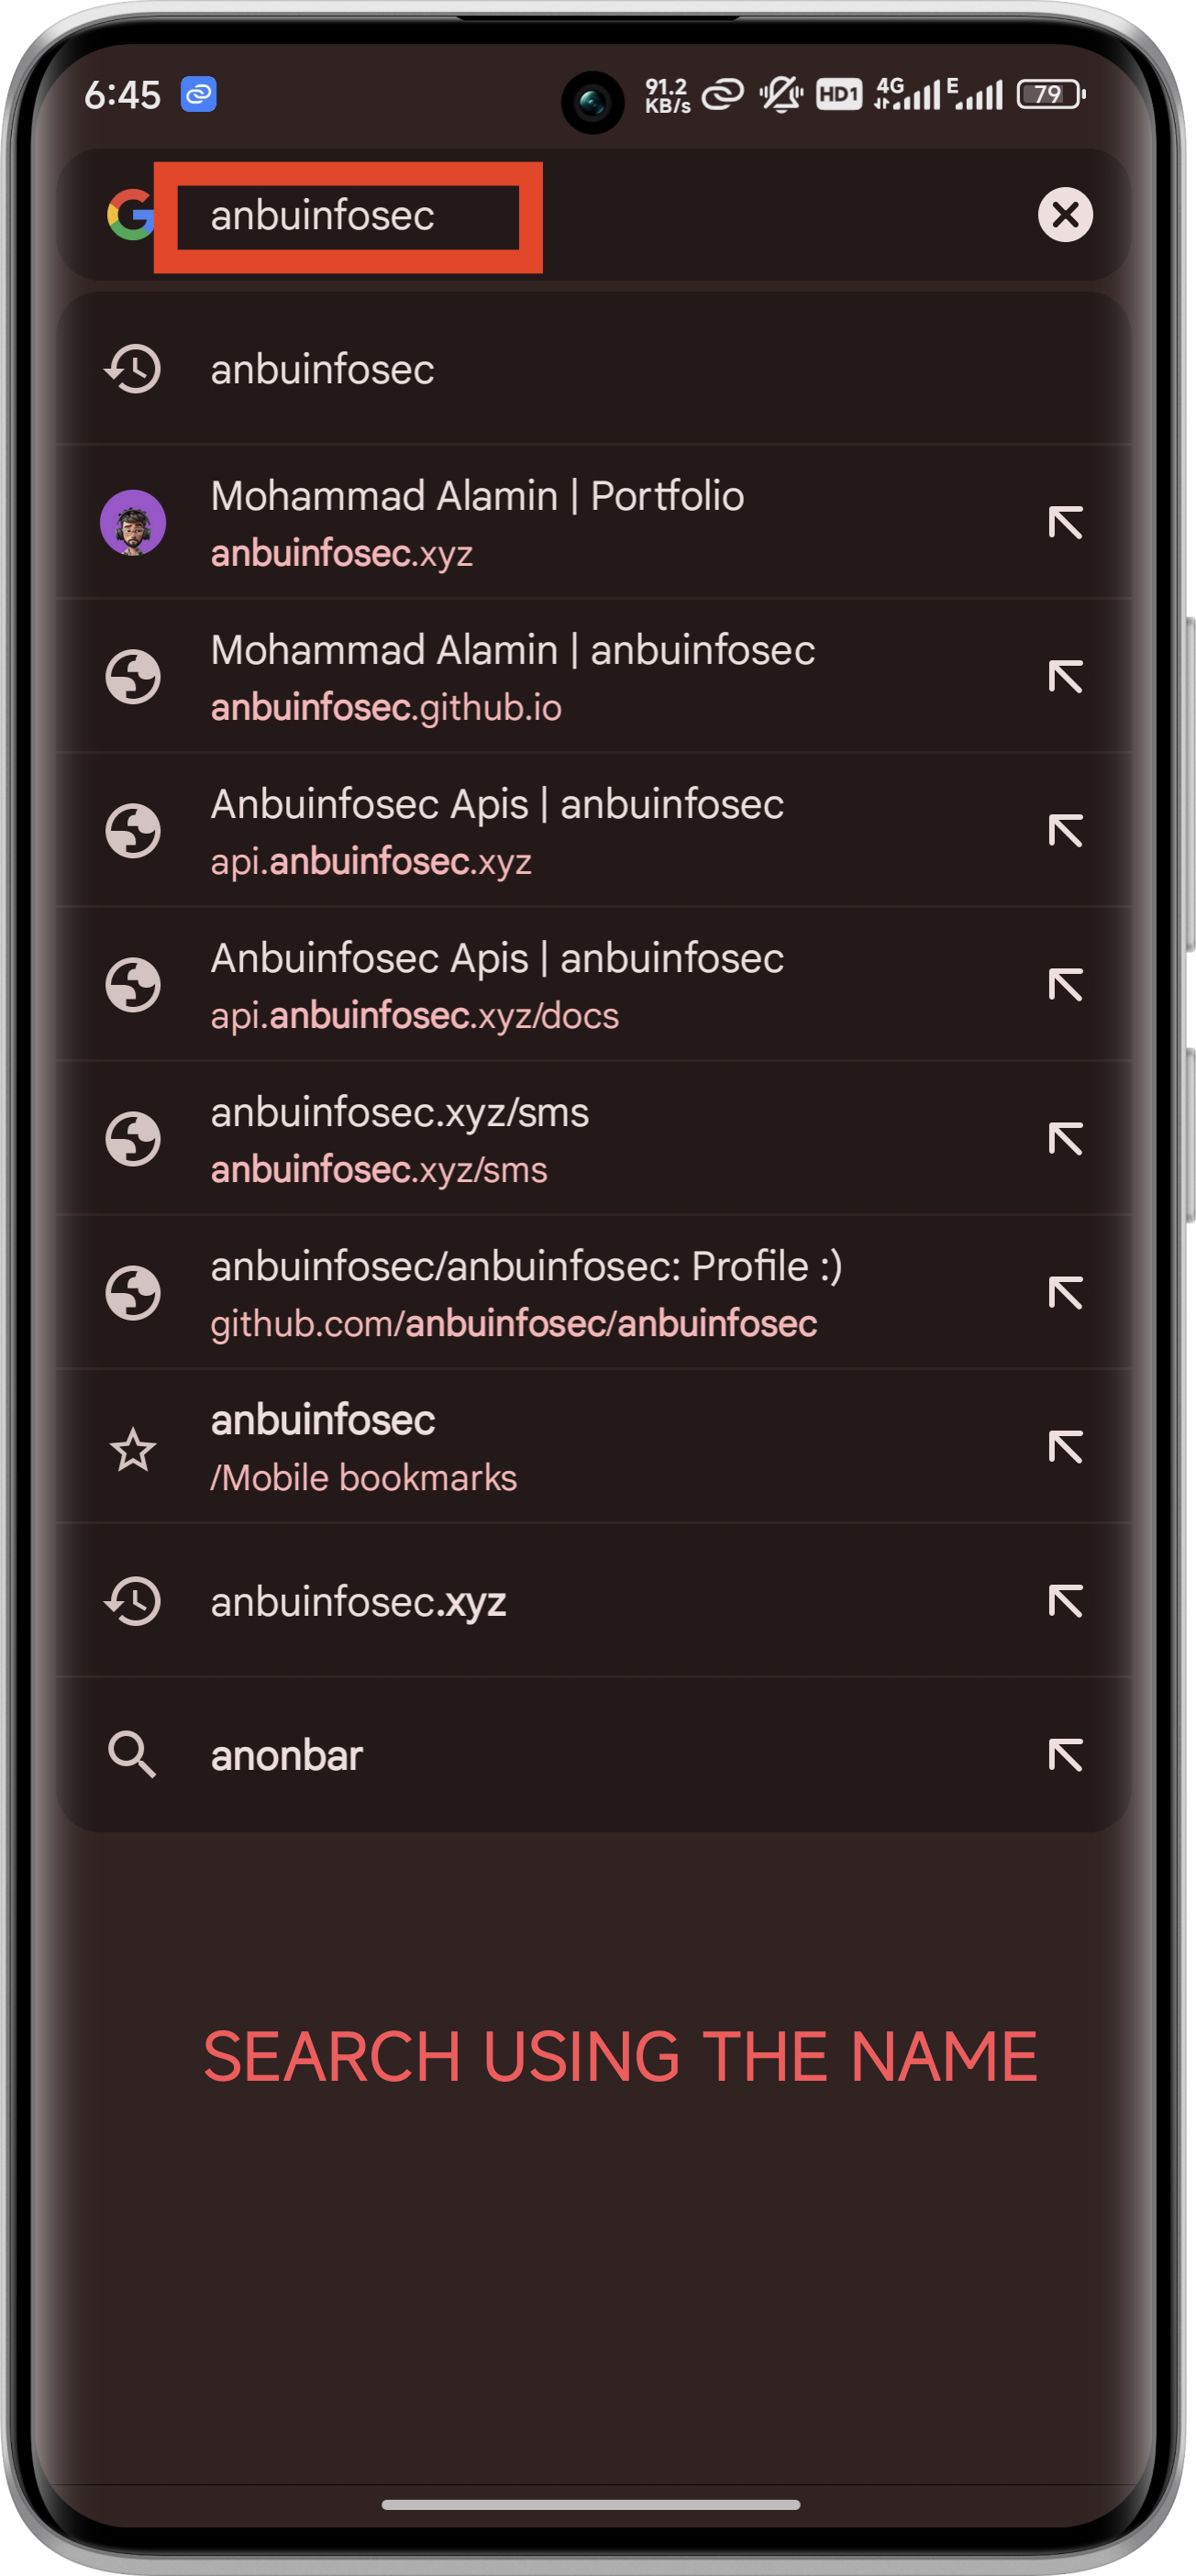 6:45
91.2
KB/s
HD1
4G
E
79
anbuinfosec
anbuinfosec
Mohammad Alamin | Portfolio
anbuinfosec.xyz
Mohammad Alamin | anbuinfosec
anbuinfosec.github.io
Anbuinfosec Apis | anbuinfosec
api.anbuinfosec.xyz
Anbuinfosec Apis | anbuinfosec
api.anbuinfosec.xyz/docs
anbuinfosec.xyz/sms
anbuinfosec.xyz/sms
anbuinfosec/anbuinfosec: Profile :)
github.com/anbuinfosec/anbuinfosec
anbuinfosec
/Mobile bookmarks
anbuinfosec.xyz
anonbar
SEARCH USING THE NAME